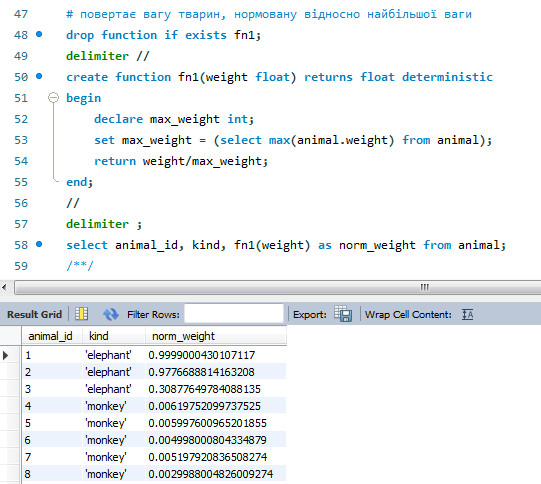 47 # повертає вагу тварин, нормовану відносно найбільшої ваги
48 drop function if exists fn1;
49 delimiter //
50 create function fn1(weight float) returns float deterministic
51 begin
52 declare max_weight int;
53 set max_weight = (select max(animal.weight) from animal);
54 return weight/max_weight;
55 end;
56 //
57 delimiter ;
58 select animal_id, kind, fn1(weight) as norm_weight from animal;
59 /**/
Result Grid Filter Rows: Export: Wrap Cell Content:
animal_id kind norm_weight
1 'elephant' 0.9999000430107117
2 'elephant' 0.9776688814163208
3 'elephant' 0.30877649784088135
4 'monkey' 0.00619752099737525
5 'monkey' 0.005997600965201855
6 'monkey' 0.004998000804334879
7 'monkey' 0.005197920836508274
8 'monkey' 0.0029988004826009274